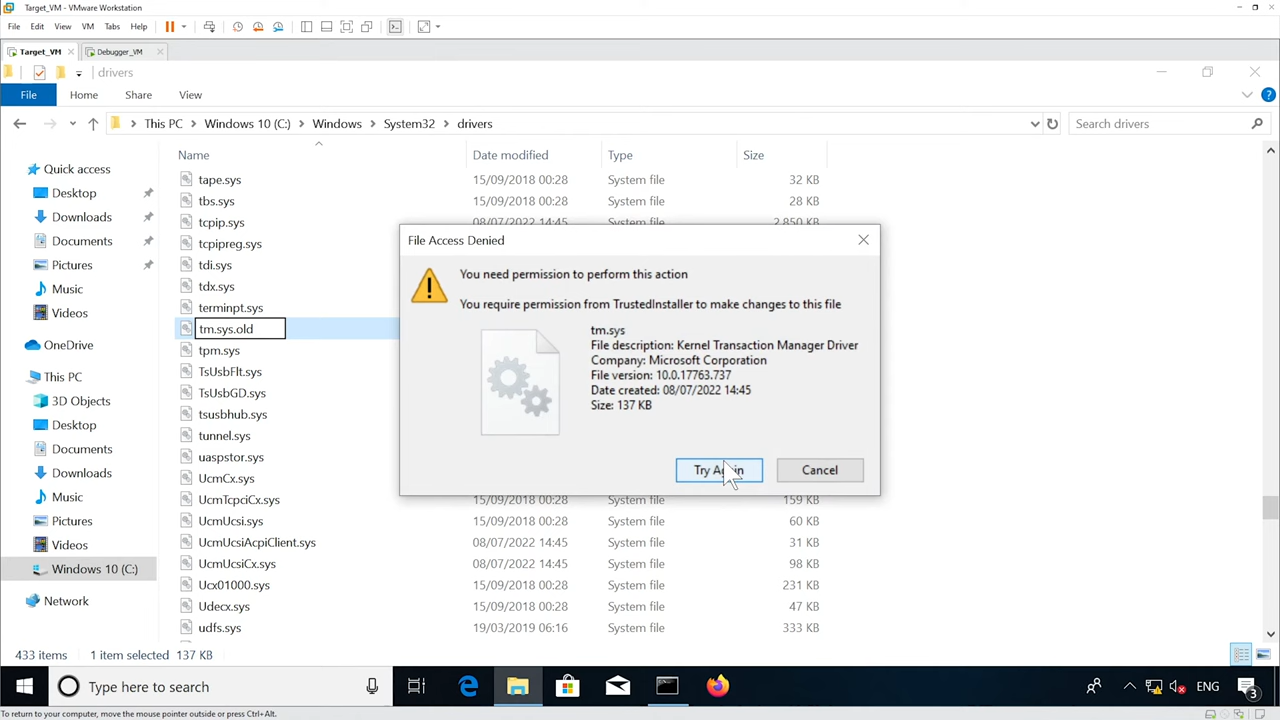 Target_VM - VMware Workstation
File Edit View VM Tabs Help
Target_VM Debugger_VM
drivers
File Home Share View
This PC Windows 10 (C:) Windows System32 drivers Search drivers
Name Date modified Type Size
Quick access
Desktop
Downloads
Documents
Pictures
Music
Videos
OneDrive
This PC
3D Objects
Desktop
Documents
Downloads
Music
Pictures
Videos
Windows 10 (C:)
Network
tape.sys 15/09/2018 00:28 System file 32 KB
tbs.sys 15/09/2018 00:28 System file 28 KB
tcpip.sys 08/07/2022 14:45 System file 2,850 KB
tcpipreg.sys
tdi.sys
tdx.sys
terminpt.sys
tm.sys.old
tpm.sys
TsUsbFlt.sys
TsUsbGD.sys
tsusbhub.sys
tunnel.sys
uaspstor.sys
UcmCx.sys
UcmTcpciCx.sys 15/09/2018 00:28 System file 159 KB
UcmUcsi.sys 15/09/2018 00:28 System file 60 KB
UcmUcsiAcpiClient.sys 08/07/2022 14:45 System file 31 KB
UcmUcsiCx.sys 08/07/2022 14:45 System file 98 KB
Ucx01000.sys 15/09/2018 00:28 System file 231 KB
Udecx.sys 15/09/2018 00:28 System file 47 KB
udfs.sys 19/03/2019 06:16 System file 333 KB
File Access Denied
You need permission to perform this action
You require permission from TrustedInstaller to make changes to this file
tm.sys
File description: Kernel Transaction Manager Driver
Company: Microsoft Corporation
File version: 10.0.17763.737
Date created: 08/07/2022 14:45
Size: 137 KB
Try Again Cancel
433 items 1 item selected 137 KB
Type here to search
ENG
3
To return to your computer, move the mouse pointer outside or press Ctrl+Alt.